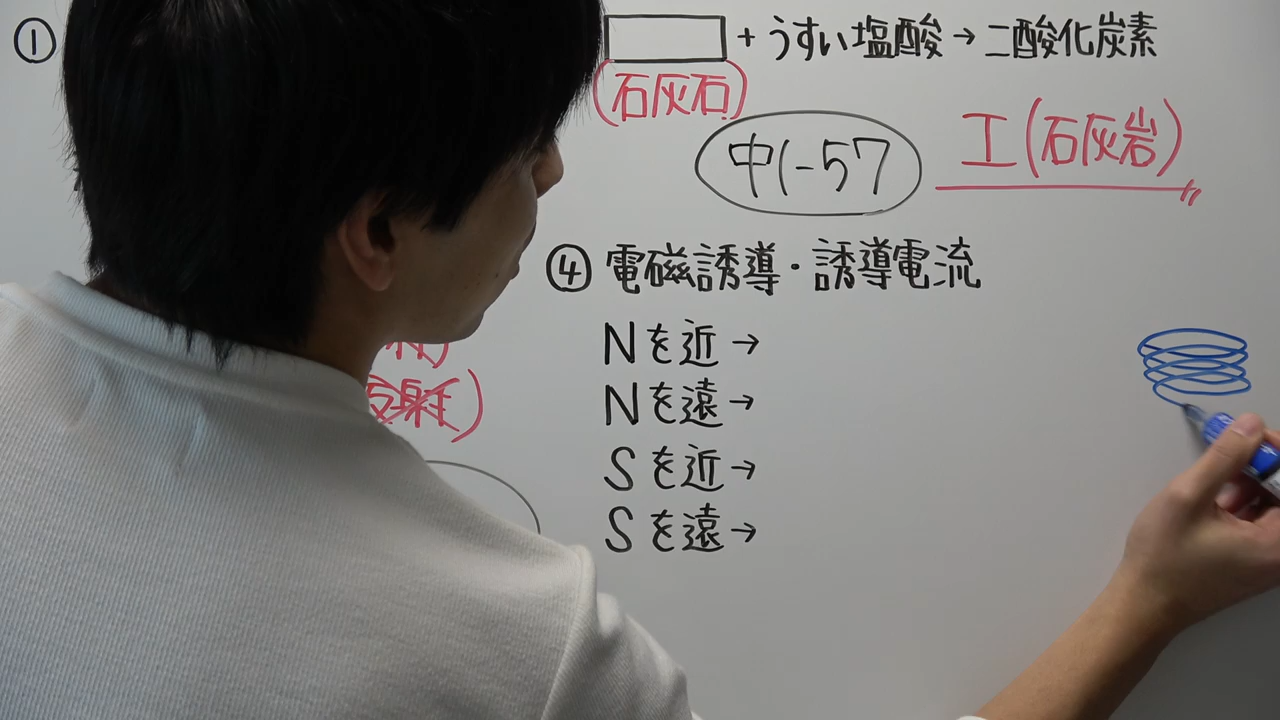 ①
+ うすい塩酸 → 二酸化炭素
(石灰石)
中1-57
エ(石灰岩)
④ 電磁誘導・誘導電流
Nを近→
Nを遠→
Sを近→
Sを遠→